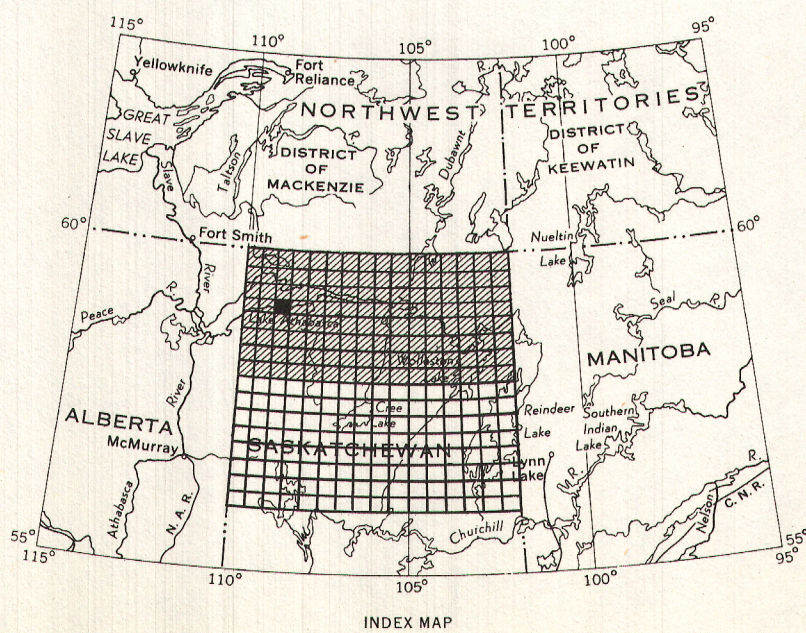 115°
110°
105°
100°
95°
Yellowknife
Fort
Reliance
R.
NORTHWEST TERRITORIES
GREAT
SLAVE
LAKE
Slave
Taltson
R.
DISTRICT
OF
MACKENZIE
Dubawnt
DISTRICT
OF
KEEWATIN
60°
Fort Smith
60°
Nueltin
Lake
River
Peace
R.
Lake Athabasca
Seal
R.
Wollaston
Lake
MANITOBA
River
ALBERTA
McMurray
Cree
Lake
SASKATCHEWAN
Reindeer
Lake
Southern
Indian
Lake
Lynn
Lake
R.
R.
Athabasca
N.A.R.
Churchill
Nelson
C.N.R.
55°
115°
110°
105°
100°
55°
95°
INDEX MAP